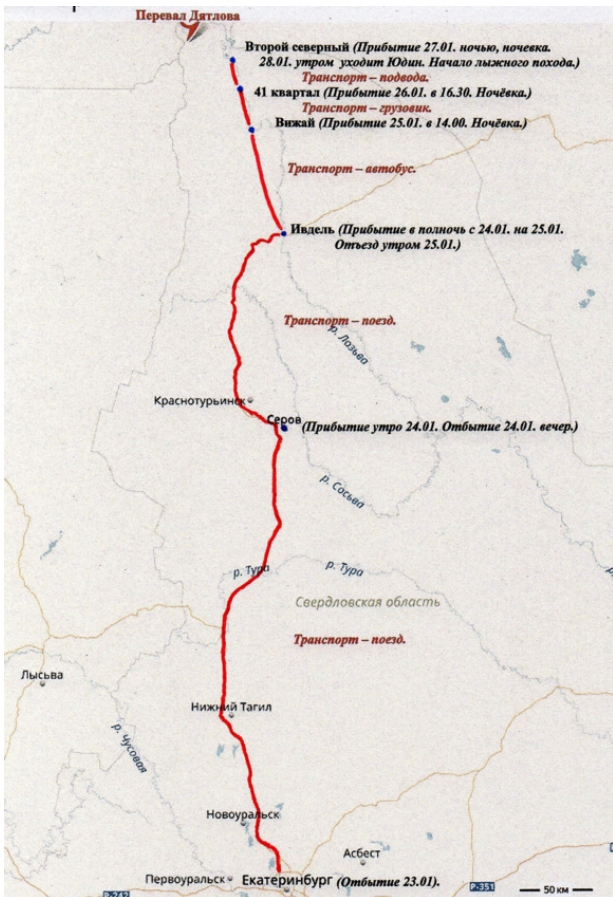 Перевал Дятлова
Второй северный (Прибытие 27.01. ночью, ночевка.
28.01. утром уходит Юдин. Начало лыжного похода.)
Транспорт – подвода.
41 квартал (Прибытие 26.01. в 16.30. Ночёвка.)
Транспорт – грузовик.
Вижай (Прибытие 25.01. в 14.00. Ночёвка.)
Транспорт – автобус.
Ивдель (Прибытие в полночь с 24.01. на 25.01.
Отъезд утром 25.01.)
Транспорт – поезд.
р. Лозьва
Краснотурьинск
Серов (Прибытие утро 24.01. Отбытие 24.01. вечер.)
р. Сосьва
р. Тура
р. Тура
Свердловская область
Транспорт – поезд.
Лысьва
Нижний Тагил
р. Чусовая
Новоуральск
Асбест
Первоуральск
Екатеринбург (Отбытие 23.01).
Р-242
Р-351
50 км